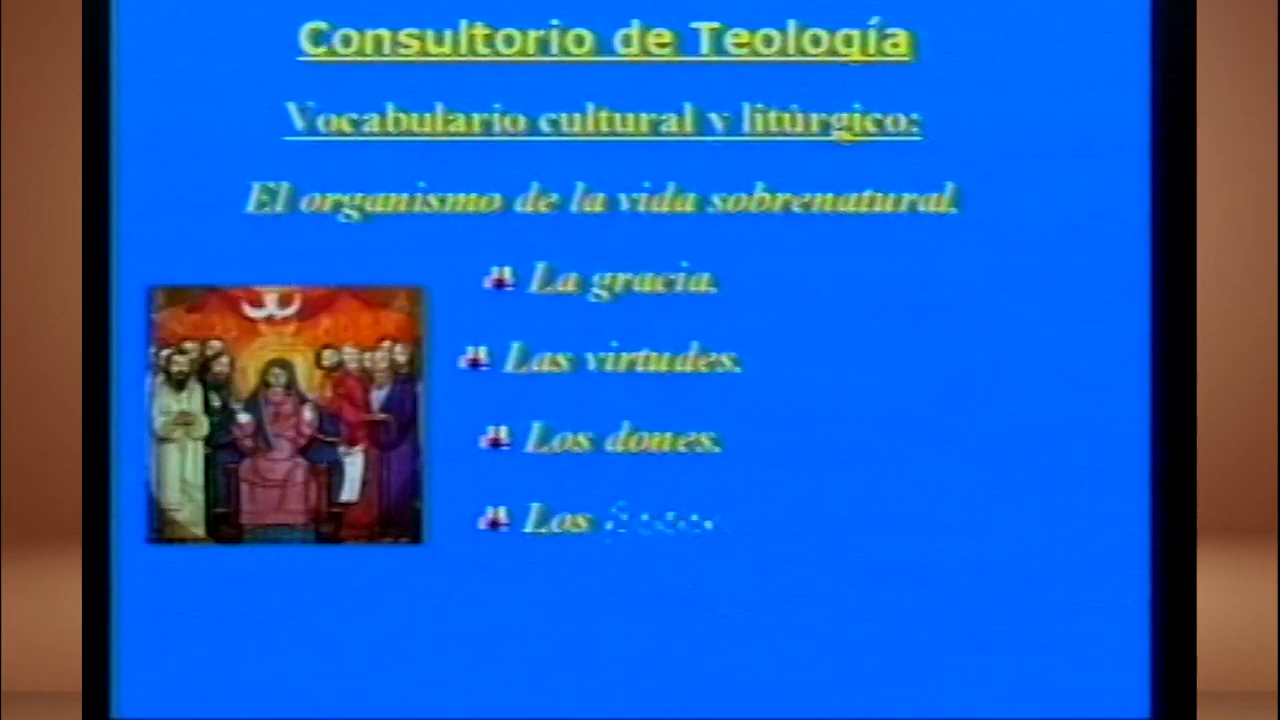 Consultorio de Teología
Vocabulario cultural y litúrgico:
El organismo de la vida sobrenatural.
La gracia.
Las virtudes.
Los dones.
Los